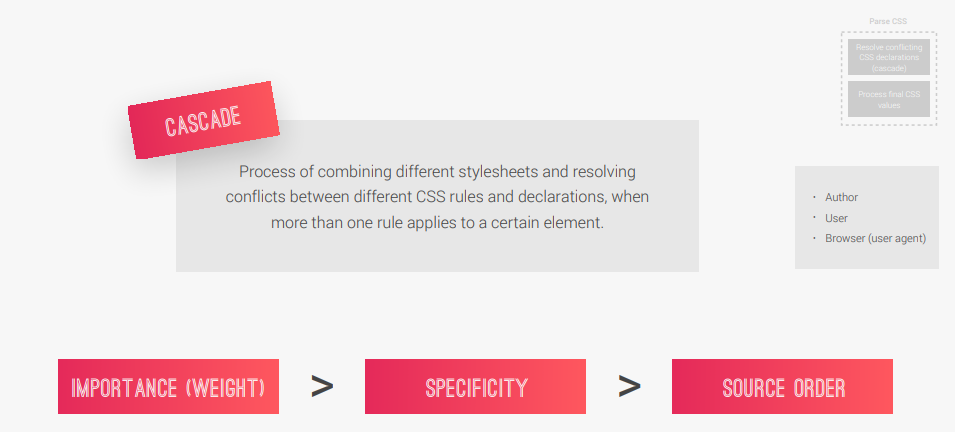 Parse CSS
Resolve conflicting
CSS declarations
(cascade)
Process final CSS
values
CASCADE
Process of combining different stylesheets and resolving
conflicts between different CSS rules and declarations, when
more than one rule applies to a certain element.
• Author
• User
• Browser (user agent)
IMPORTANCE (WEIGHT) > SPECIFICITY > SOURCE ORDER